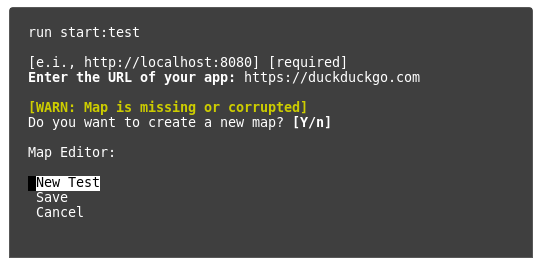 run start:test
[e.i., http://localhost:8080] [required]
Enter the URL of your app: https://duckduckgo.com
[WARN: Map is missing or corrupted]
Do you want to create a new map? [Y/n]
Map Editor:
New Test
Save
Cancel